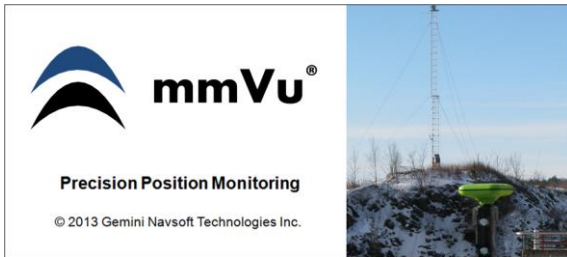 mmVu®
Precision Position Monitoring
© 2013 Gemini Navsoft Technologies Inc.